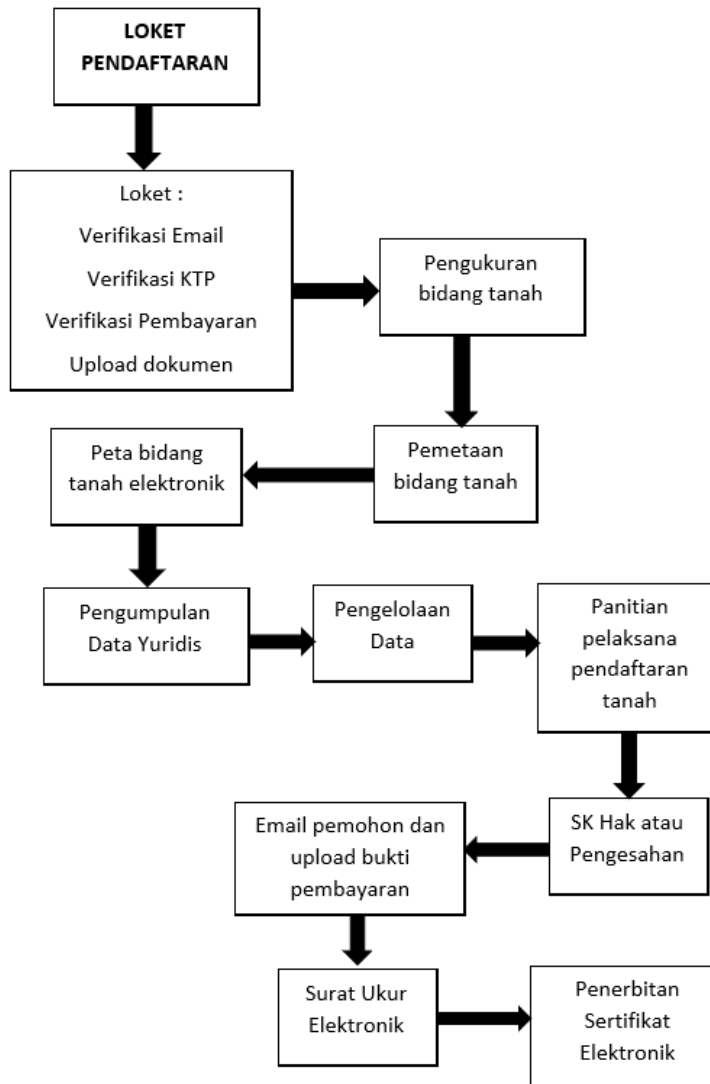 LOKET
PENDAFTARAN
Loket :
Verifikasi Email
Verifikasi KTP
Verifikasi Pembayaran
Upload dokumen
Pengukuran
bidang tanah
Pemetaan
bidang tanah
Peta bidang
tanah elektronik
Pengumpulan
Data Yuridis
Pengelolaan
Data
Panitian
pelaksana
pendaftaran
tanah
SK Hak atau
Pengesahan
Email pemohon dan
upload bukti
pembayaran
Surat Ukur
Elektronik
Penerbitan
Sertifikat
Elektronik